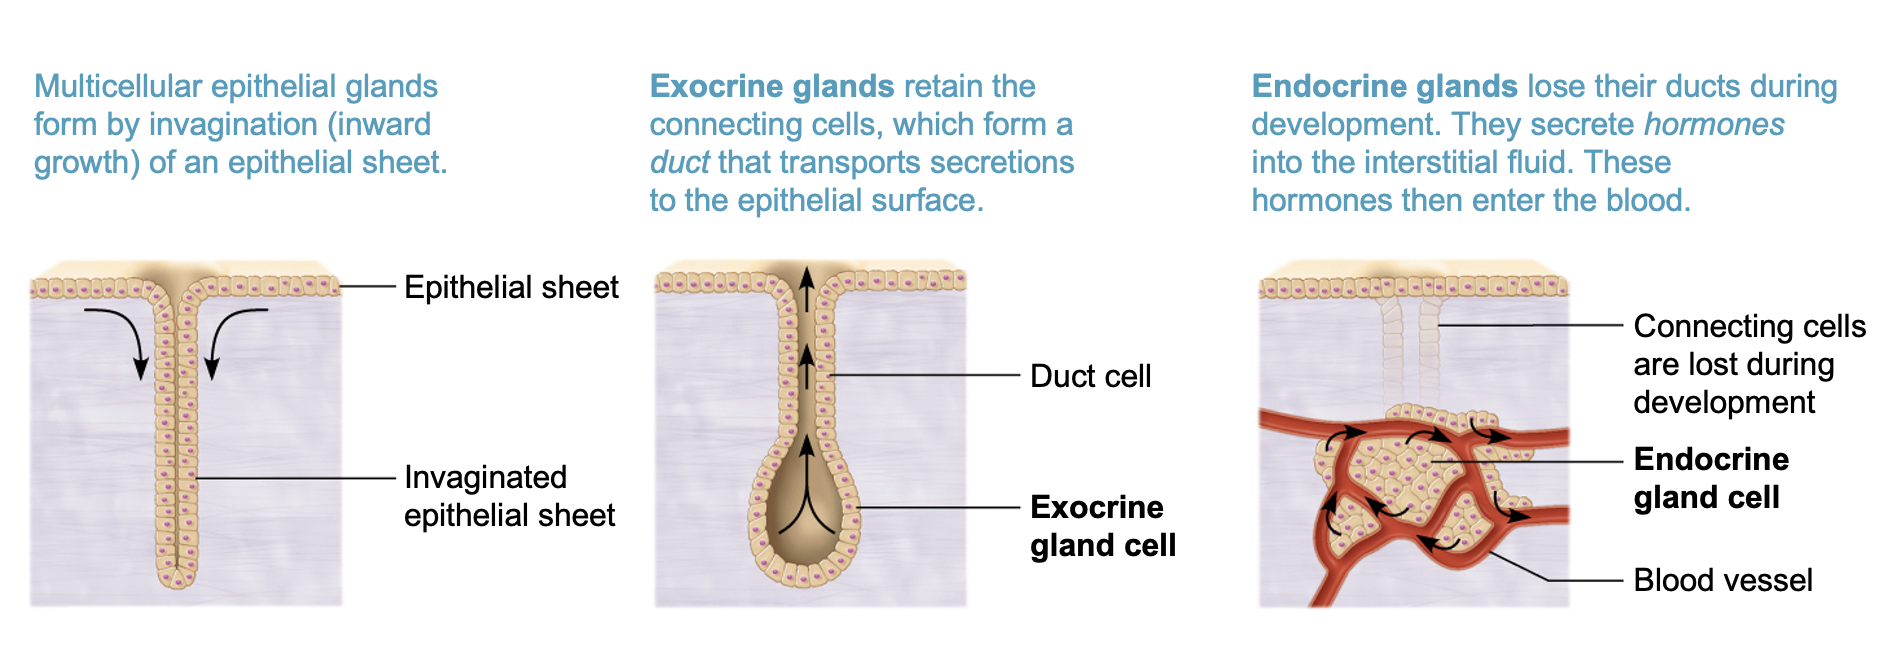 Multicellular epithelial glands
form by invagination (inward
growth) of an epithelial sheet.
Epithelial sheet
Invaginated
epithelial sheet
Exocrine glands retain the
connecting cells, which form a
duct that transports secretions
to the epithelial surface.
Duct cell
Exocrine
gland cell
Endocrine glands lose their ducts during
development. They secrete hormones
into the interstitial fluid. These
hormones then enter the blood.
Connecting cells
are lost during
development
Endocrine
gland cell
Blood vessel